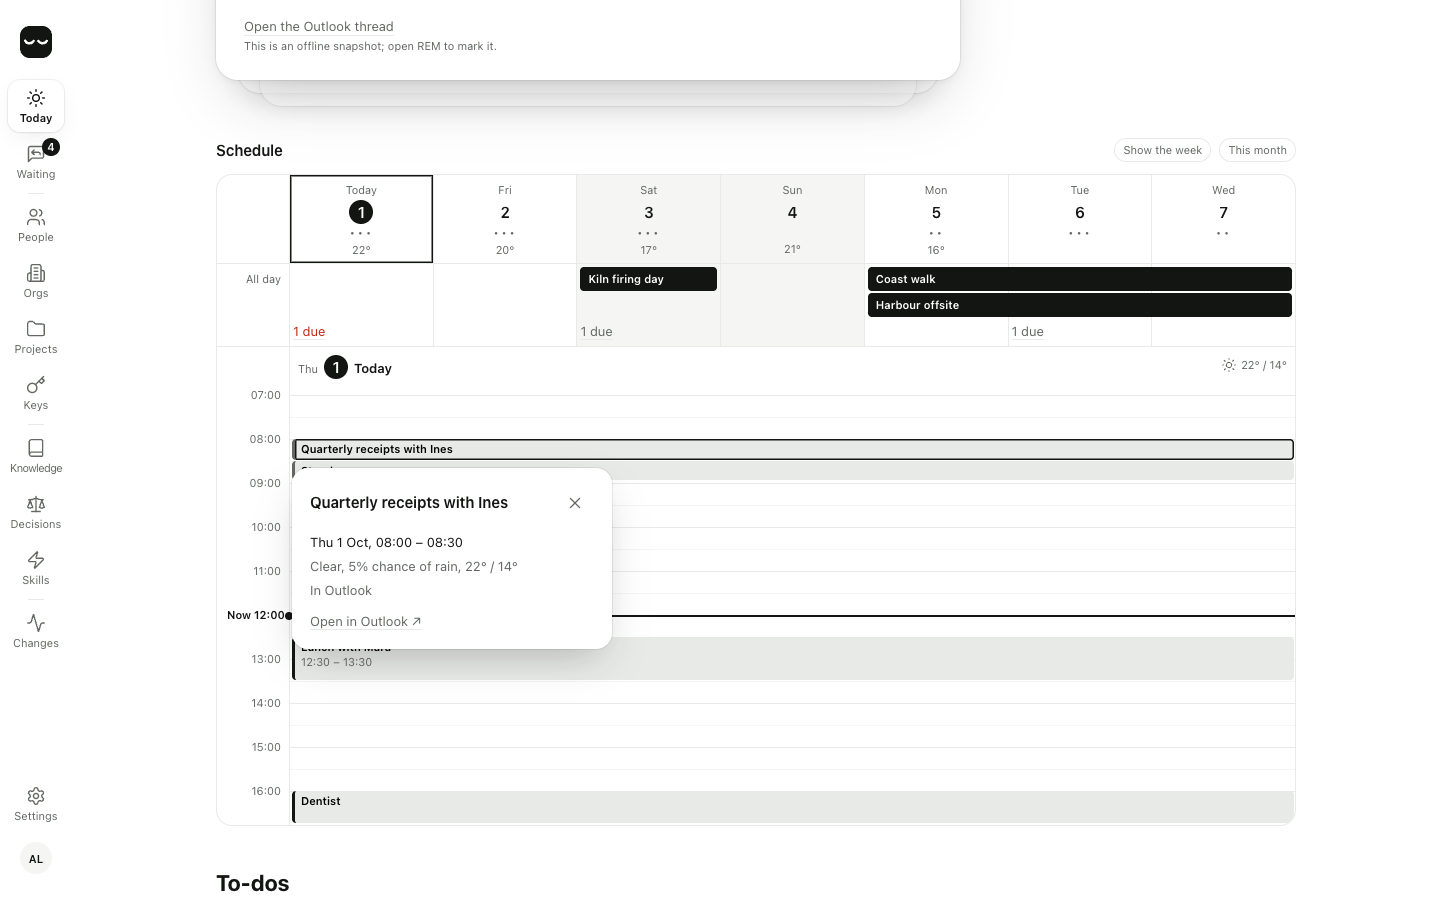 Open the Outlook thread
This is an offline snapshot; open REM to mark it.
Today
4
Waiting
People
Orgs
Projects
Keys
Knowledge
Decisions
Skills
Changes
Settings
AL
Schedule
Show the week
This month
Today
1
22°
Fri
2
20°
Sat
3
17°
Sun
4
21°
Mon
5
16°
Tue
6
Wed
7
All day
Kiln firing day
Coast walk
Harbour offsite
1 due
1 due
1 due
Thu 1 Today
22° / 14°
07:00
08:00
Quarterly receipts with Ines
09:00
Quarterly receipts with Ines
Thu 1 Oct, 08:00 – 08:30
Clear, 5% chance of rain, 22° / 14°
In Outlook
Open in Outlook ↗
10:00
11:00
Now 12:00
12:30 – 13:30
13:00
14:00
15:00
16:00
Dentist
To-dos